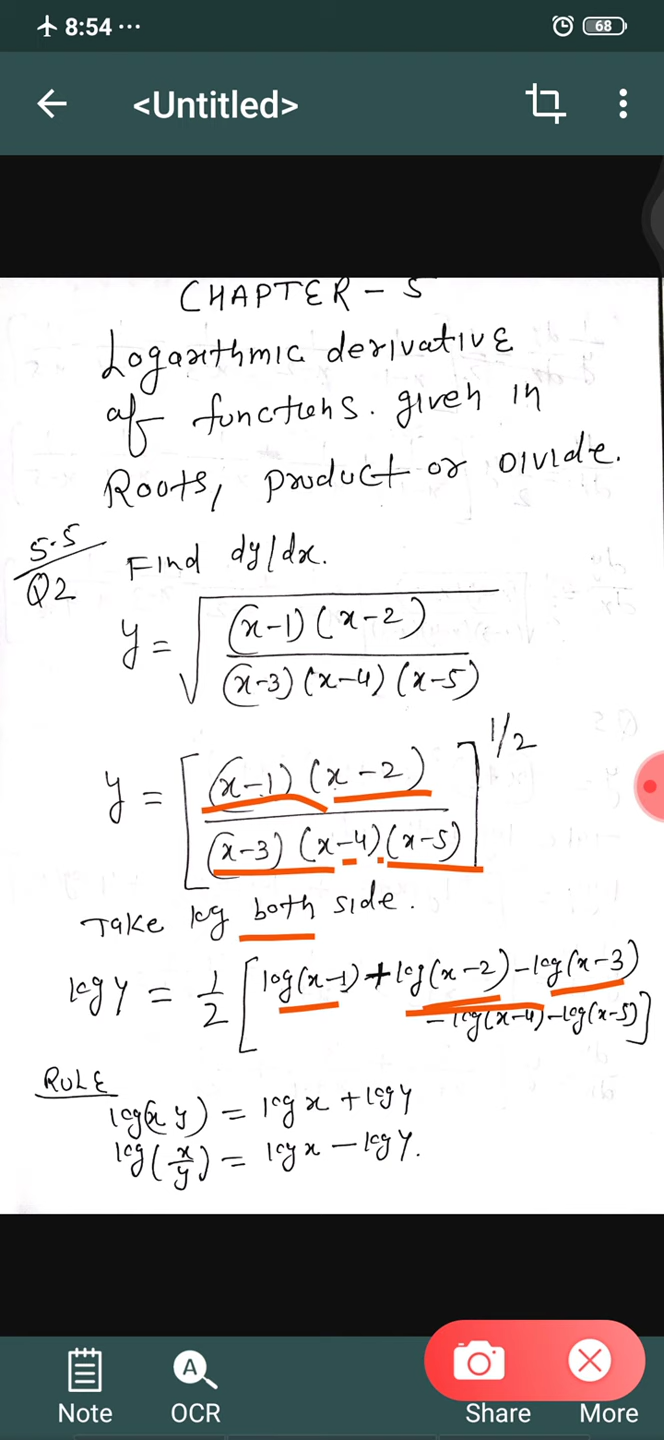 8:54 ...
68
<Untitled>
CHAPTER - 5
Logarithmic derivative
of functions. given in
Roots, product or DIVIDE.
5.5/Q2 FInd dy/dx.
y = √((x-1)(x-2)/(x-3)(x-4)(x-5))
y = [(x-1)(x-2)/(x-3)(x-4)(x-5)]^1/2
Take log both side.
log y = 1/2 [log(x-1)+log(x-2)-log(x-3)
-log(x-4)-log(x-5)]
RULE
log(x y) = log x + log y
log(x/y) = log x - log y.
A
Note OCR Share More